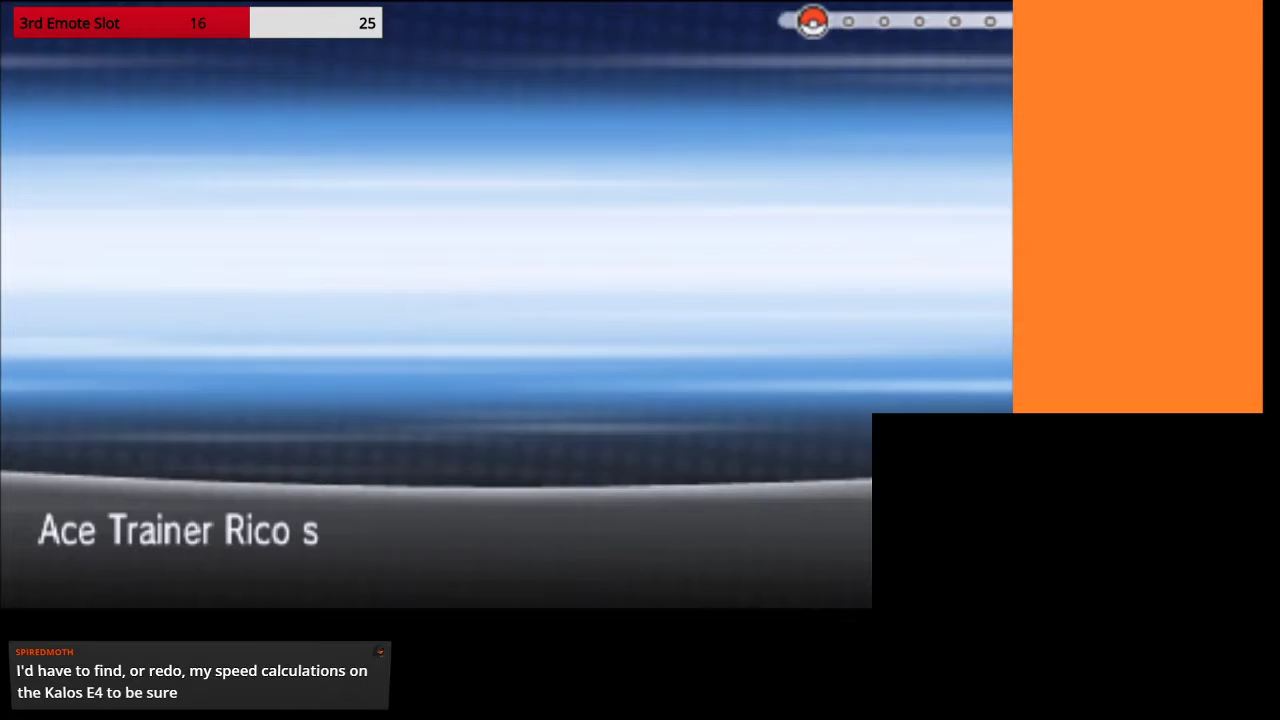 3rd Emote Slot 16 25
Ace Trainer Rico s
SPIREDMOTH
I'd have to find, or redo, my speed calculations on
the Kalos E4 to be sure